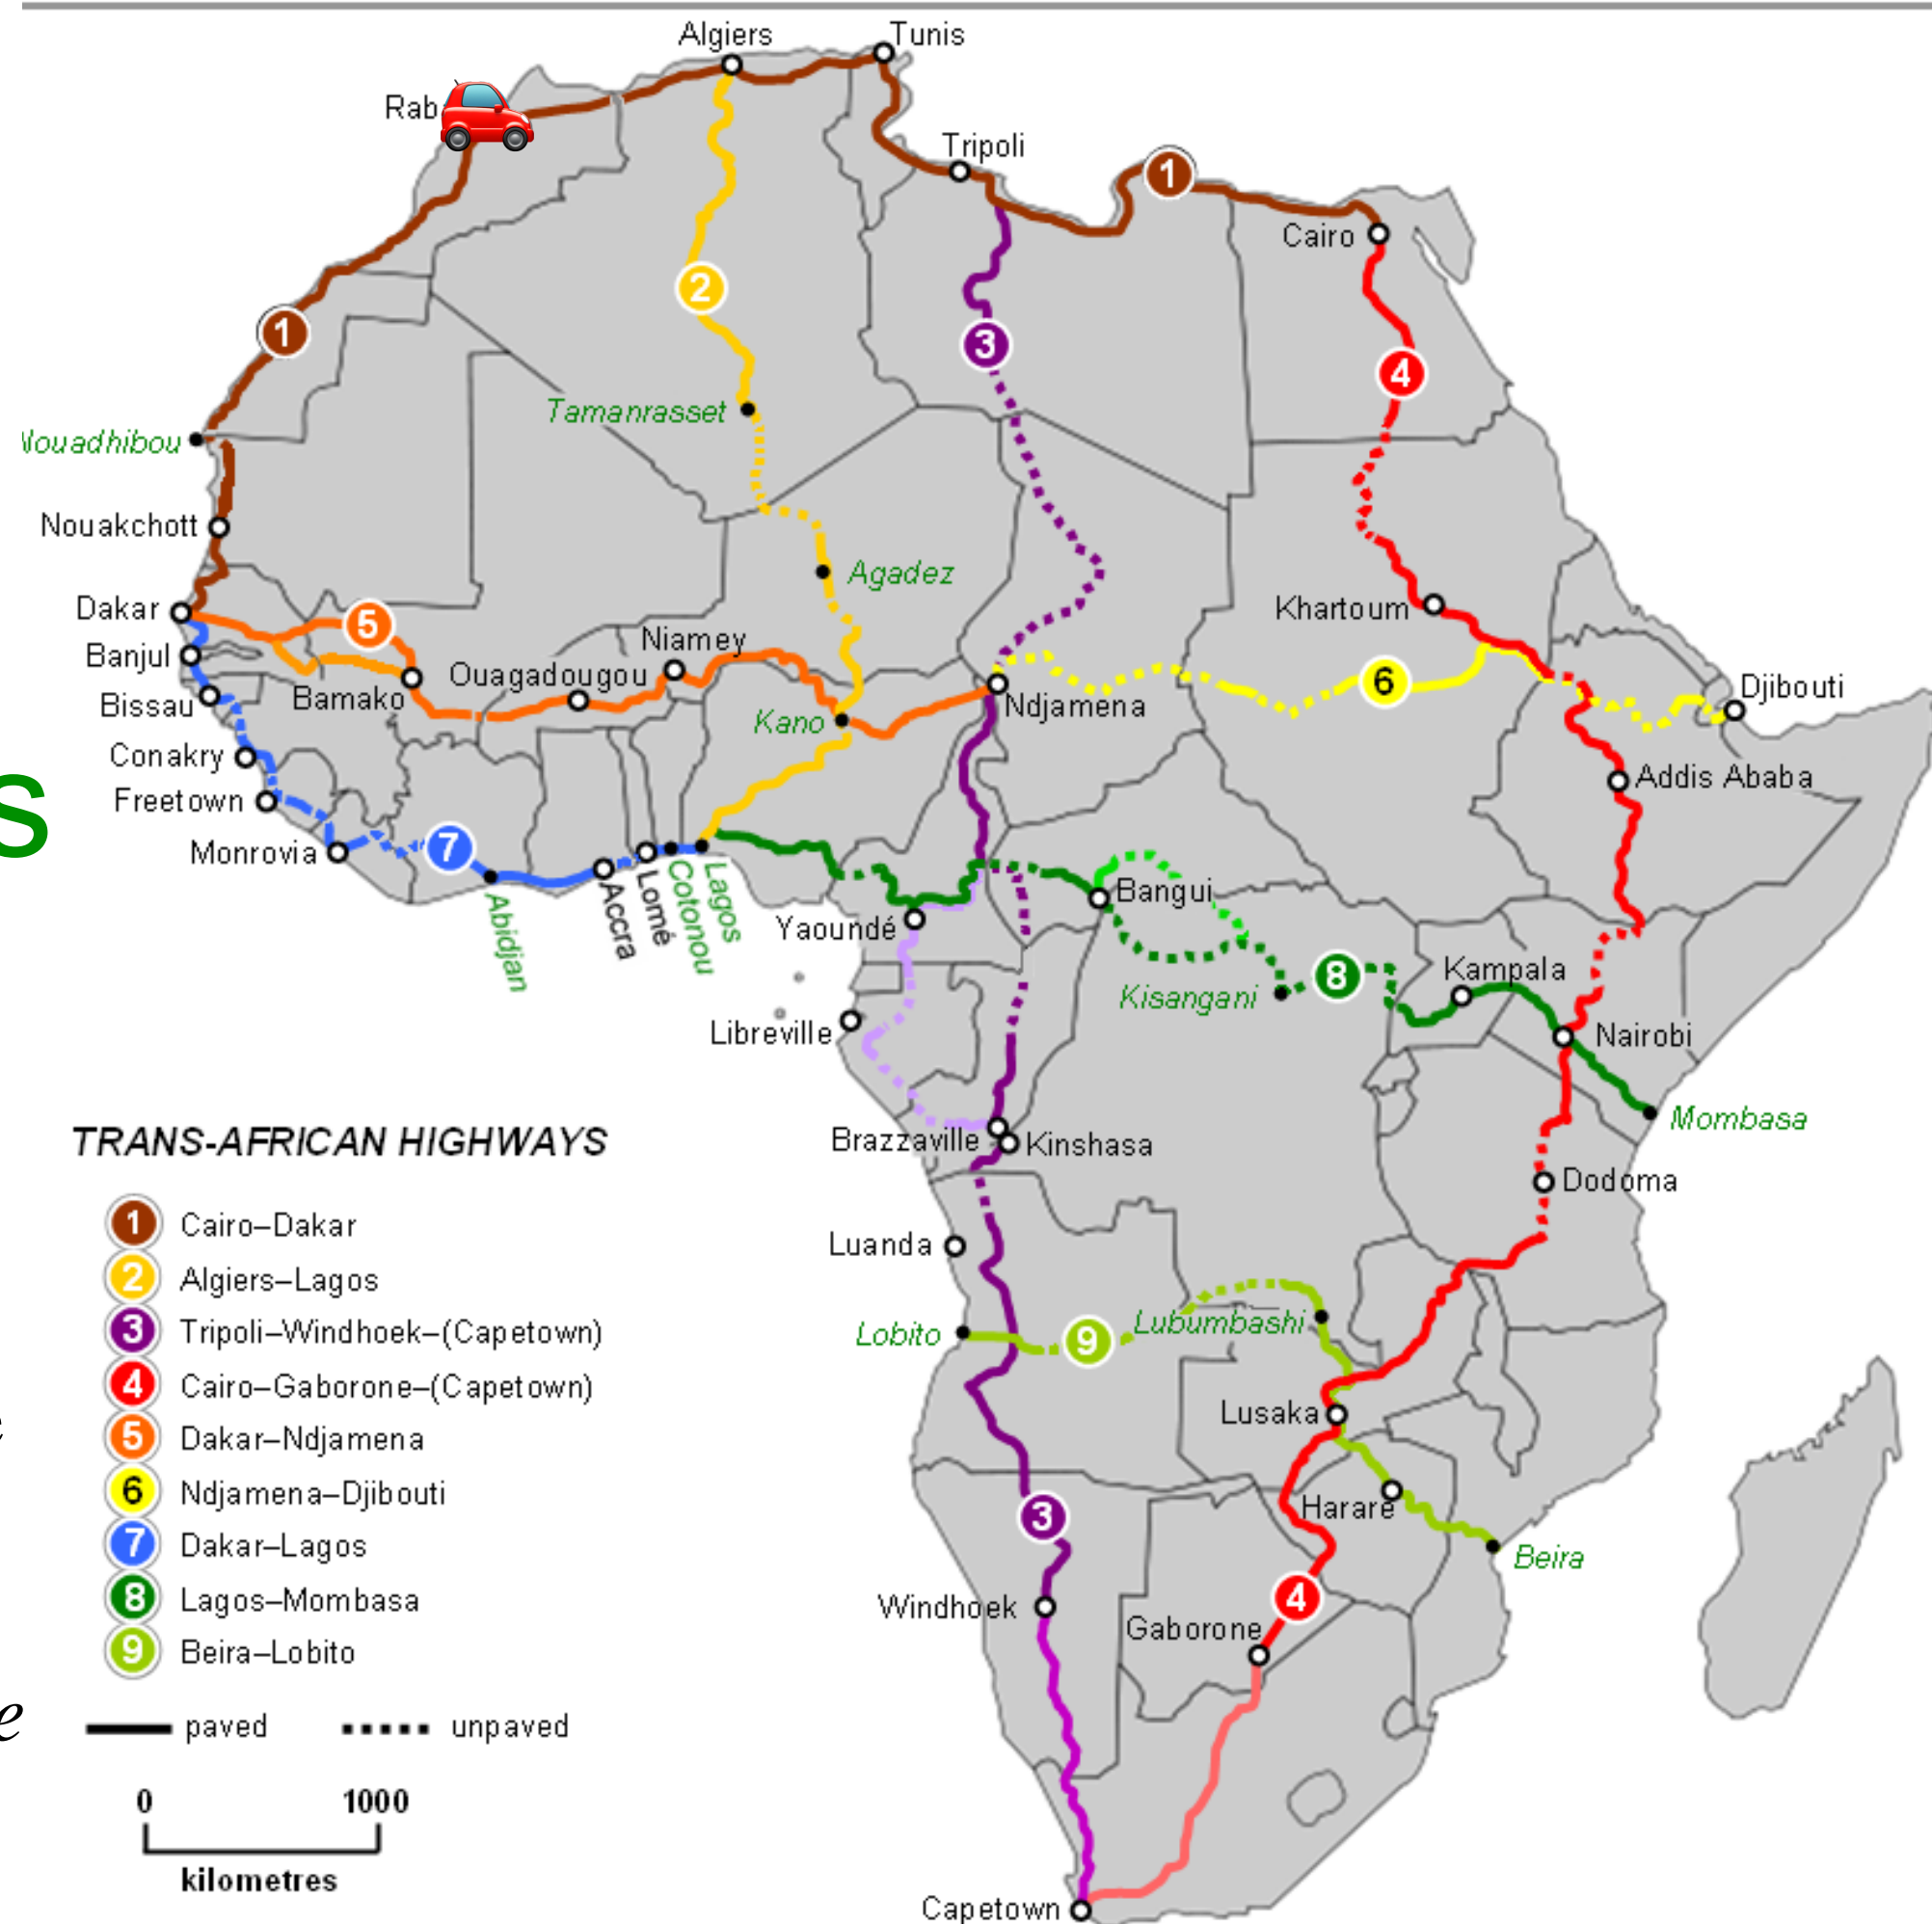 Algiers
Tunis
Rab
Tripoli
1
Cairo
2
3
1
4
Tamanrasset
Nouadhibou
Nouakchott
Agadez
Dakar
5
Khartoum
Banjul
Niamey
Ouagadougou
6
Djibouti
Bissau
Bamako
Kano
Ndjamena
Conakry
Addis Ababa
s
Freetown
Monrovia
7
Abidjan
Accra
Lomé
Cotonou
Lagos
Bangui
Yaoundé
Kampala
8
Kisangani
Libreville
Nairobi
Mombasa
Brazzaville
Kinshasa
Dodoma
Luanda
Lobito
9
Lubumbashi
Lusaka
Harare
3
Beira
4
Windhoek
Gaborone
Capetown
TRANS-AFRICAN HIGHWAYS
1 Cairo–Dakar
2 Algiers–Lagos
3 Tripoli–Windhoek–(Capetown)
4 Cairo–Gaborone–(Capetown)
5 Dakar–Ndjamena
6 Ndjamena–Djibouti
7 Dakar–Lagos
8 Lagos–Mombasa
9 Beira–Lobito
e
paved unpaved
0 1000
kilometres